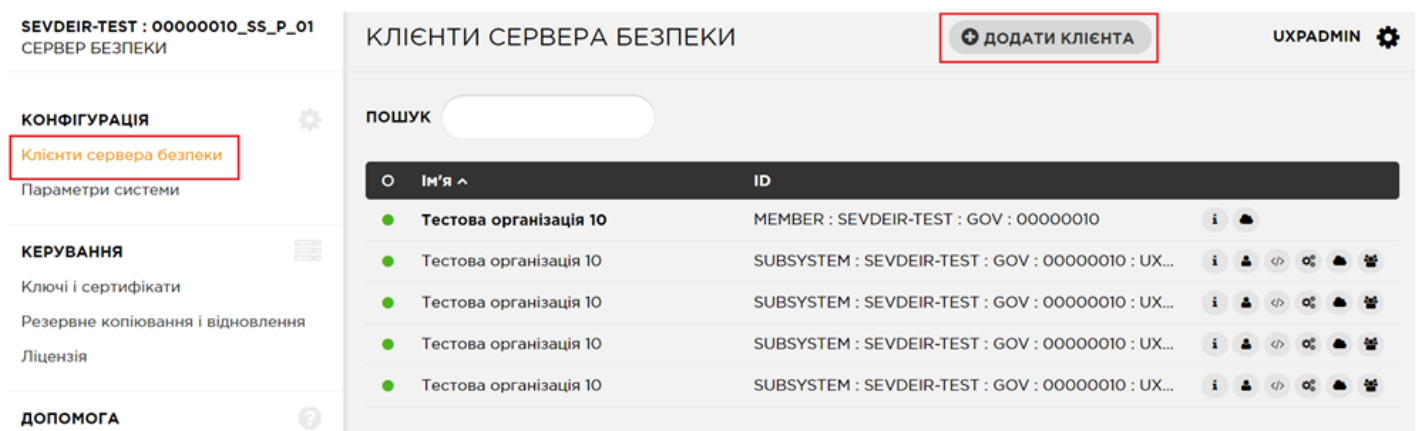 SEVDEIR-TEST : 00000010_SS_P_01
СЕРВЕР БЕЗПЕКИ
КОНФІГУРАЦІЯ
Клієнти сервера безпеки
Параметри системи
КЕРУВАННЯ
Ключі і сертифікати
Резервне копіювання і відновлення
Ліцензія
ДОПОМОГА
КЛІЄНТИ СЕРВЕРА БЕЗПЕКИ
ДОДАТИ КЛІЄНТА
UXPADMIN
ПОШУК
Ім'я ID
Тестова організація 10 MEMBER : SEVDEIR-TEST : GOV : 00000010
Тестова організація 10 SUBSYSTEM : SEVDEIR-TEST : GOV : 00000010 : UX...
Тестова організація 10 SUBSYSTEM : SEVDEIR-TEST : GOV : 00000010 : UX...
Тестова організація 10 SUBSYSTEM : SEVDEIR-TEST : GOV : 00000010 : UX...
Тестова організація 10 SUBSYSTEM : SEVDEIR-TEST : GOV : 00000010 : UX...